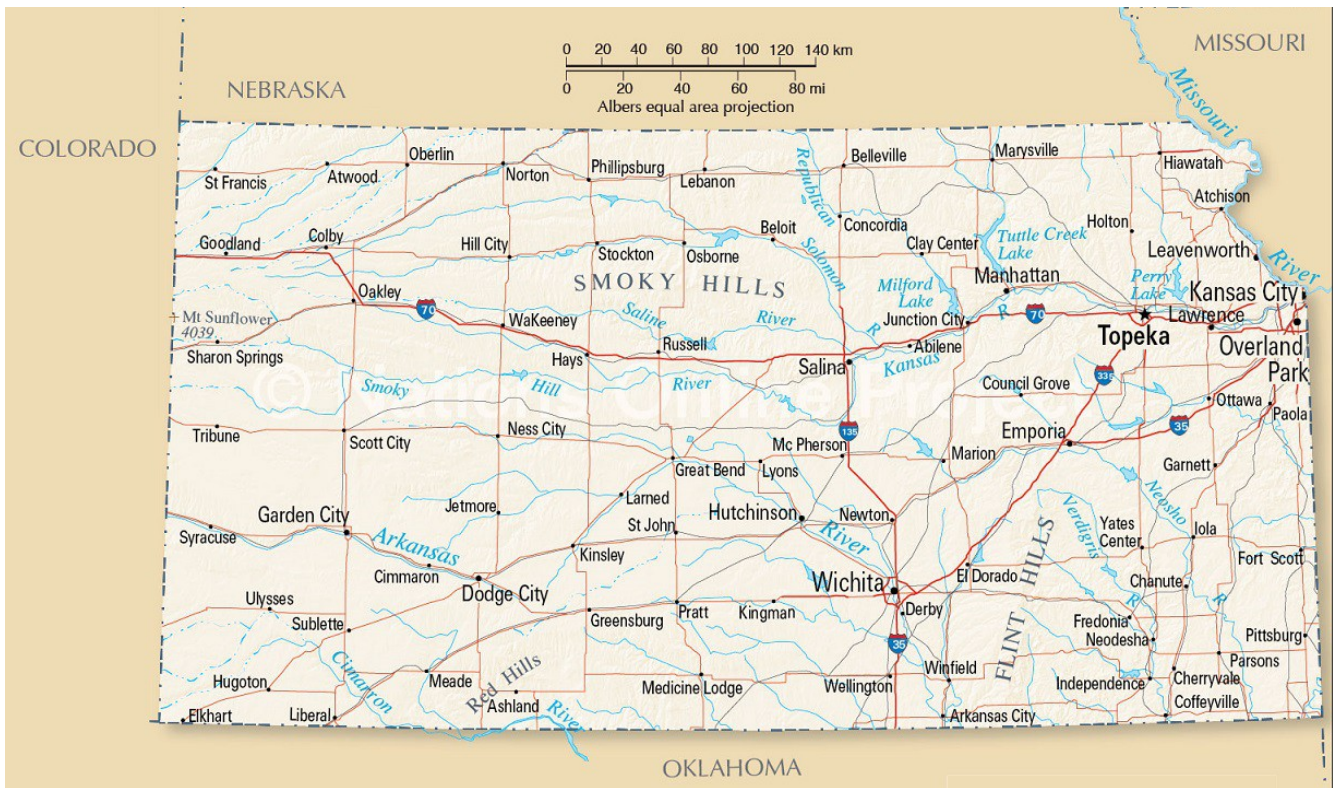 MISSOURI
0 20 40 60 80 100 120 140 km
0 20 40 60 80 mi
Albers equal area projection
NEBRASKA
COLORADO
Missouri
River
Oberlin
Atwood
St Francis
Norton
Phillipsburg
Lebanon
Belleville
Marysville
Hiawatha
Atchison
Republican
Concordia
Holton
Goodland
Colby
Hill City
Stockton
Osborne
Beloit
Solomon
Clay Center
Tuttle Creek
Lake
Leavenworth
SMOKY HILLS
Manhattan
Perry
Lake
Kansas City
Oakley
70
Milford
Lake
Mt Sunflower
4039
WaKeeney
Saline
River
R
Junction City
R
70
Topeka
Lawrence
Sharon Springs
Hays
Russell
Salina
Abilene
Kansas
Overland
Park
© Nations Online Project
Smoky
Hill
River
Council Grove
335
Ottawa
Paola
Tribune
Scott City
Ness City
135
Mc Pherson
Emporia
35
Great Bend
Lyons
Marion
Garnett
Larned
Jetmore
Garden City
St John
Hutchinson
Newton
Neosho
Verdigris
Yates
Center
Iola
Syracuse
Arkansas
River
Kinsley
Fort Scott
Cimmaron
Dodge City
Wichita
El Dorado
Chanute
FLINT HILLS
R
R
Ulysses
Sublette
Greensburg
Pratt
Kingman
Derby
Fredonia
Neodesha
Pittsburg
35
Cimarron
Red Hills
Parsons
Hugoton
Meade
Medicine Lodge
Wellington
Winfield
Independence
Cherryvale
Ashland
River
Coffeyville
Elkhart
Liberal
Arkansas City
OKLAHOMA